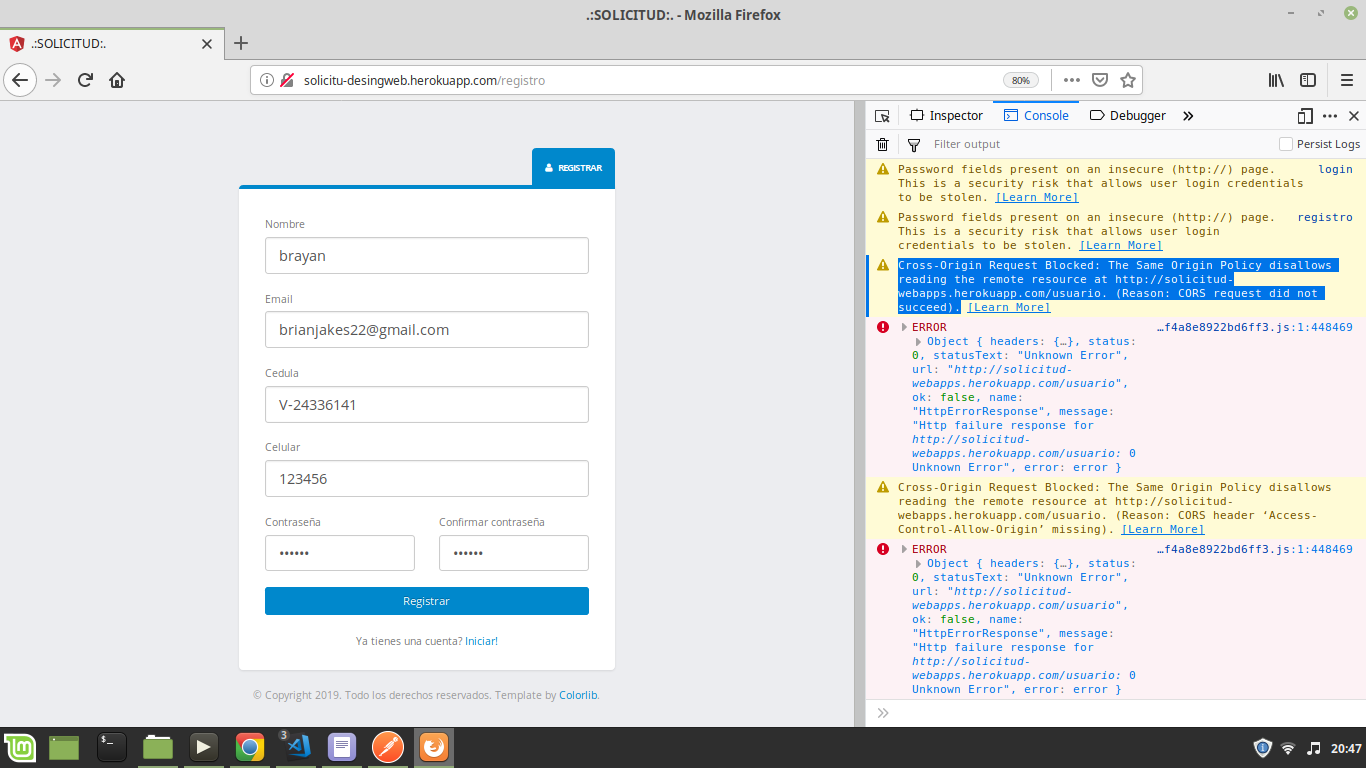 .:SOLICITUD:. - Mozilla Firefox
.:SOLICITUD:.
solicitu-desingweb.herokuapp.com/registro
80%
REGISTRAR
Nombre
brayan
Email
brianjakes22@gmail.com
Cedula
V-24336141
Celular
123456
Contraseña
Confirmar contraseña
••••••
••••••
Registrar
Ya tienes una cuenta? Iniciar!
© Copyright 2019. Todo los derechos reservados. Template by Colorlib.
Inspector
Console
Debugger
Filter output
Persist Logs
Password fields present on an insecure (http://) page. login
This is a security risk that allows user login credentials
to be stolen. [Learn More]
Password fields present on an insecure (http://) page. registro
This is a security risk that allows user login
credentials to be stolen. [Learn More]
Cross-Origin Request Blocked: The Same Origin Policy disallows
reading the remote resource at http://solicitud-
webapps.herokuapp.com/usuario. (Reason: CORS request did not
succeed). [Learn More]
ERROR …f4a8e8922bd6ff3.js:1:448469
Object { headers: {…}, status:
0, statusText: "Unknown Error",
url: "http://solicitud-
webapps.herokuapp.com/usuario",
ok: false, name:
"HttpErrorResponse", message:
"Http failure response for
http://solicitud-
webapps.herokuapp.com/usuario: 0
Unknown Error", error: error }
Cross-Origin Request Blocked: The Same Origin Policy disallows
reading the remote resource at http://solicitud-
webapps.herokuapp.com/usuario. (Reason: CORS header ‘Access-
Control-Allow-Origin’ missing). [Learn More]
ERROR …f4a8e8922bd6ff3.js:1:448469
Object { headers: {…}, status:
0, statusText: "Unknown Error",
url: "http://solicitud-
webapps.herokuapp.com/usuario",
ok: false, name:
"HttpErrorResponse", message:
"Http failure response for
http://solicitud-
webapps.herokuapp.com/usuario: 0
Unknown Error", error: error }
3
20:47